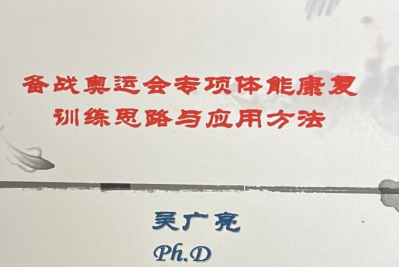 备战奥运会专项体能康复
训练思路与应用方法
吴广亮
Ph.D